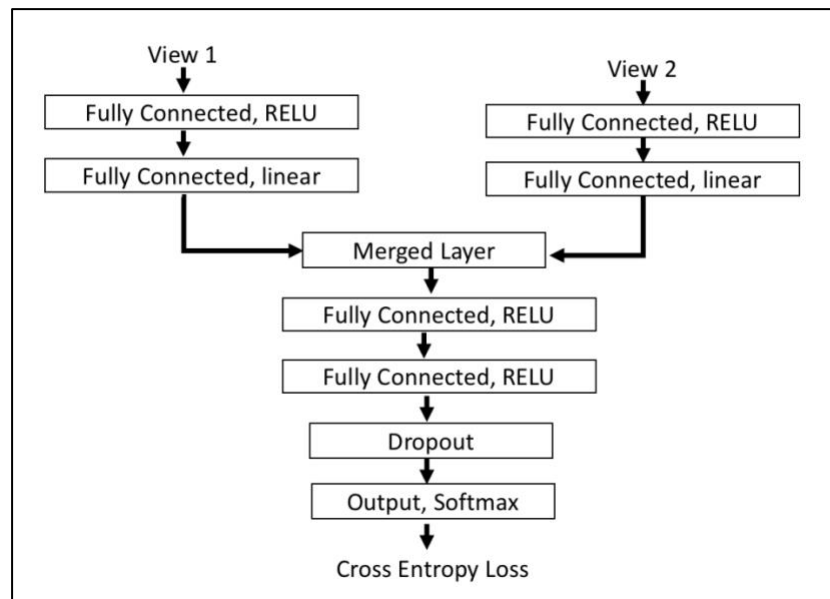 View 1
Fully Connected, RELU
Fully Connected, linear
View 2
Fully Connected, RELU
Fully Connected, linear
Merged Layer
Fully Connected, RELU
Fully Connected, RELU
Dropout
Output, Softmax
Cross Entropy Loss